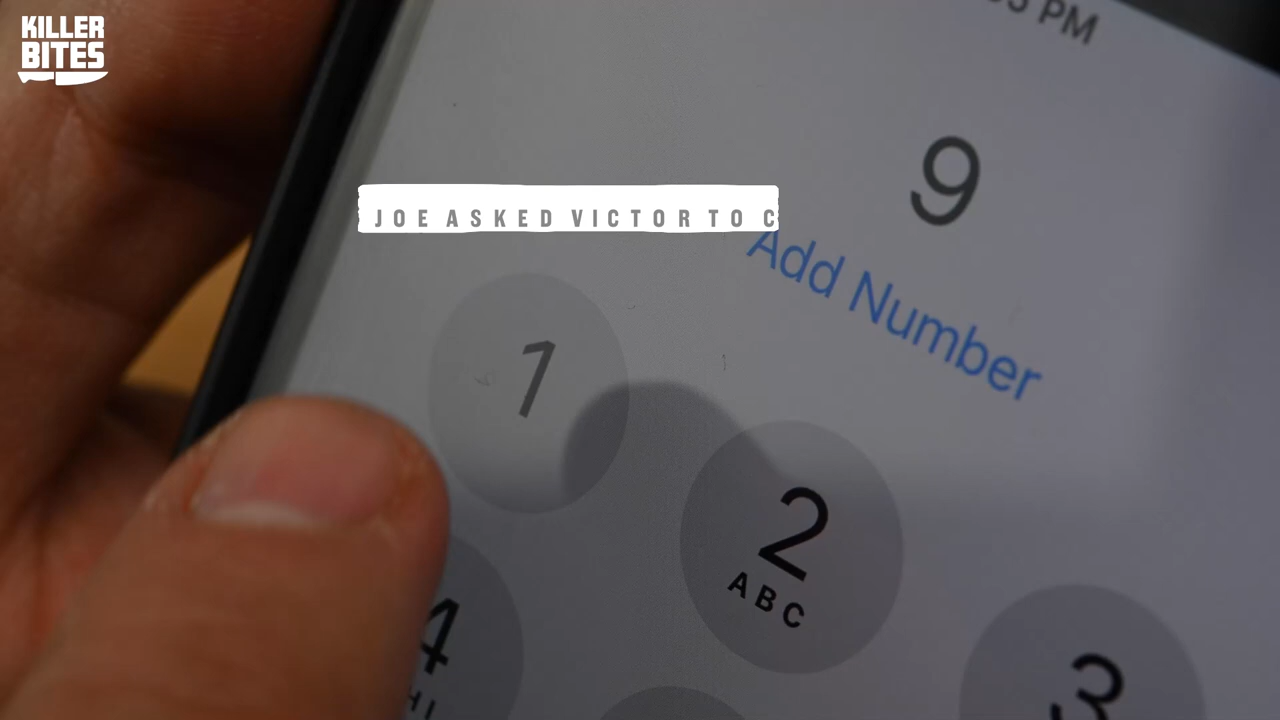 KILLER
BITES
PM
9
JOE ASKED VICTOR TO C
Add Number
1
2
ABC
4
3